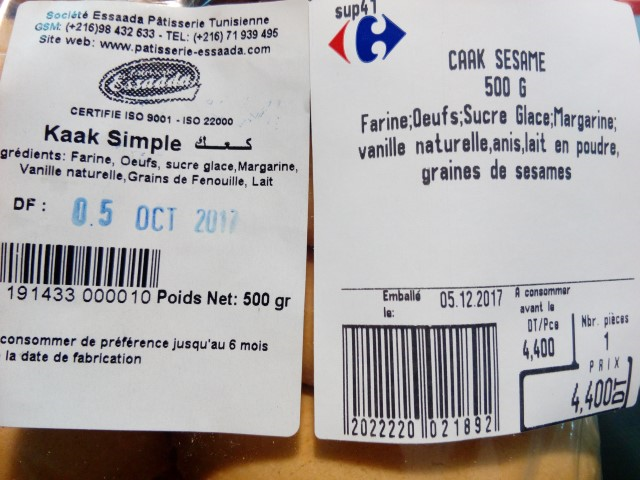 Société Essaada Pâtisserie Tunisienne
GSM: (+216)98 432 633 - TEL: (+216) 71 939 495
Site web: www.patisserie-essaada.com
Essaada
CERTIFIE ISO 9001 - ISO 22000
Kaak Simple كعك
grédients: Farine, Oeufs, sucre glace,Margarine,
Vanille naturelle,Grains de Fenouille, Lait
DF : 0.5 OCT 2017
191433 000010 Poids Net: 500 gr
consommer de préférence jusqu'au 6 mois
la date de fabrication
sup41
CAAK SESAME
500 G
Farine;Oeufs;Sucre Glace;Margarine;
vanille naturelle,anis,lait en poudre,
graines de sesames
Emballé le: 05.12.2017
A consommer
avant le
DT/Pce
4,400
Nbr. pièces
1
PRIX
4,400DT
2022220 021892